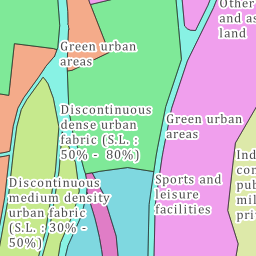 Other
and as
land
Green urban
areas
Discontinuous
dense urban
fabric (S.L. :
50% - 80%)
Green urban
areas
Ind
con
pub
mil
pri
Sports and
leisure
facilities
Discontinuous
medium density
urban fabric
(S.L. : 30% -
50%)